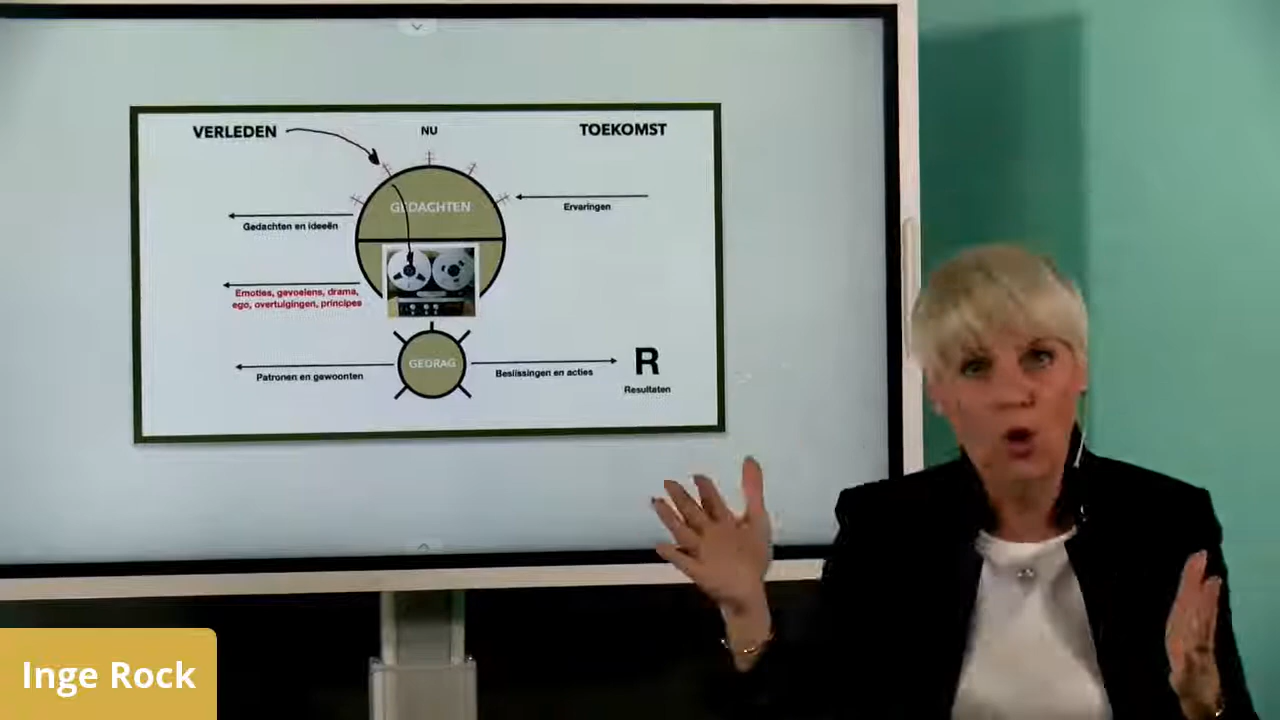 VERLEDEN
NU
TOEKOMST
GEDACHTEN
Ervaringen
Gedachten en ideeën
Emoties, gevoelens, drama,
ego, overtuigingen, principes
GEDRAG
R
Patronen en gewoonten
Beslissingen en acties
Resultaten
Inge Rock